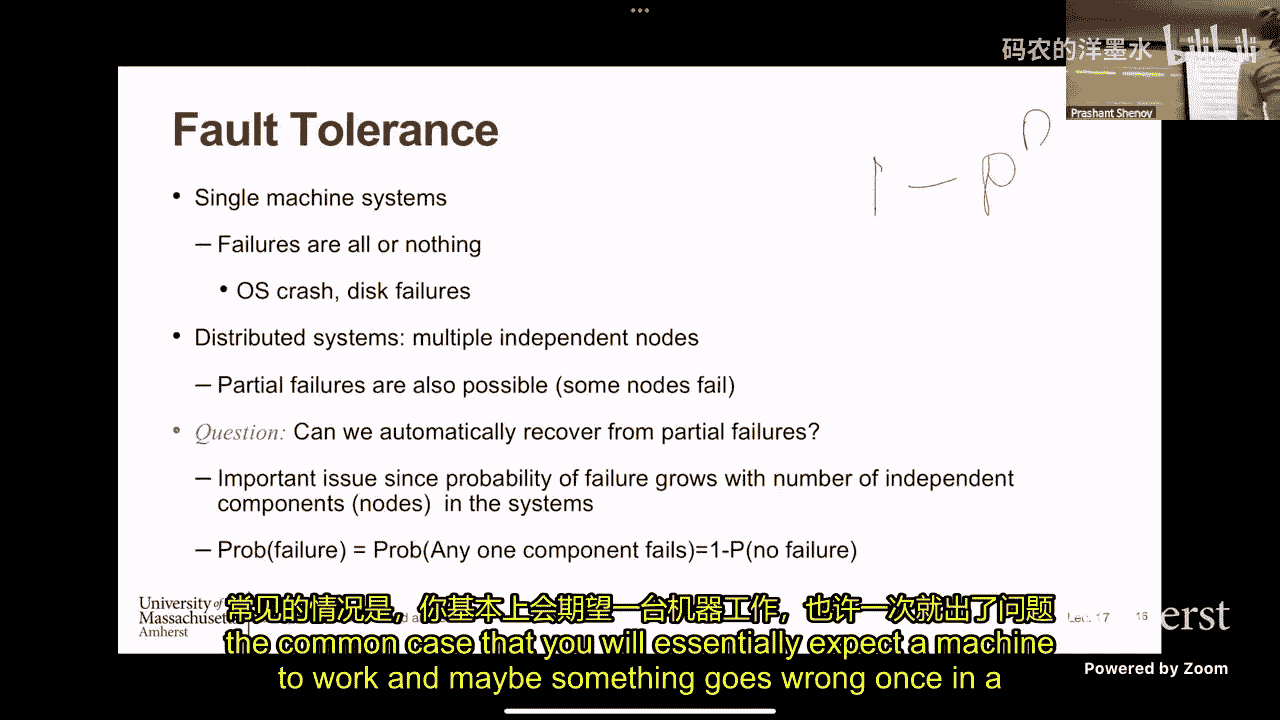 码农的洋墨水 bilibili
Prashant Shenoy
Fault Tolerance
1 - p^n
• Single machine systems
– Failures are all or nothing
• OS crash, disk failures
• Distributed systems: multiple independent nodes
– Partial failures are also possible (some nodes fail)
• Question: Can we automatically recover from partial failures?
– Important issue since probability of failure grows with number of independent
components (nodes) in the systems
– Prob(failure) = Prob(Any one component fails)=1-P(no failure)
University of
Massachuse
Amherst
Lec. 17
16
erst
常见的情况是，你基本上会期望一台机器工作，也许一次就出了问题
the common case that you will essentially expect a machine
to work and maybe something goes wrong once in a
Powered by Zoom